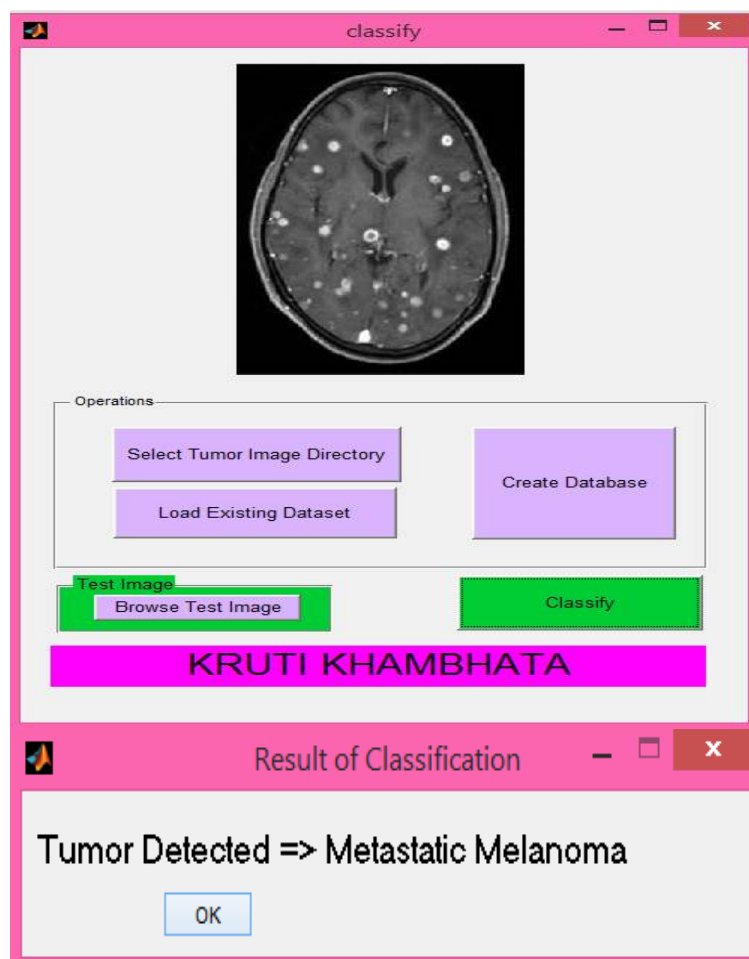 classify
Operations
Select Tumor Image Directory
Load Existing Dataset
Create Database
Test Image
Browse Test Image
Classify
KRUTI KHAMBHATA
Result of Classification
Tumor Detected => Metastatic Melanoma
OK